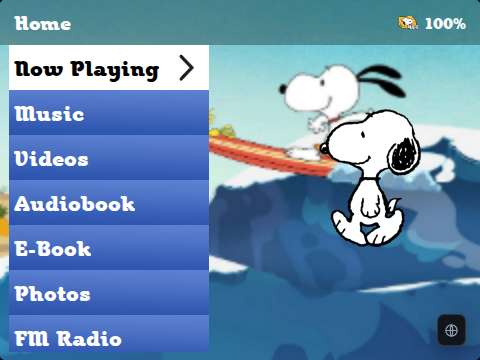 Home
100%
Now Playing
Music
Videos
Audiobook
E-Book
Photos
FM Radio